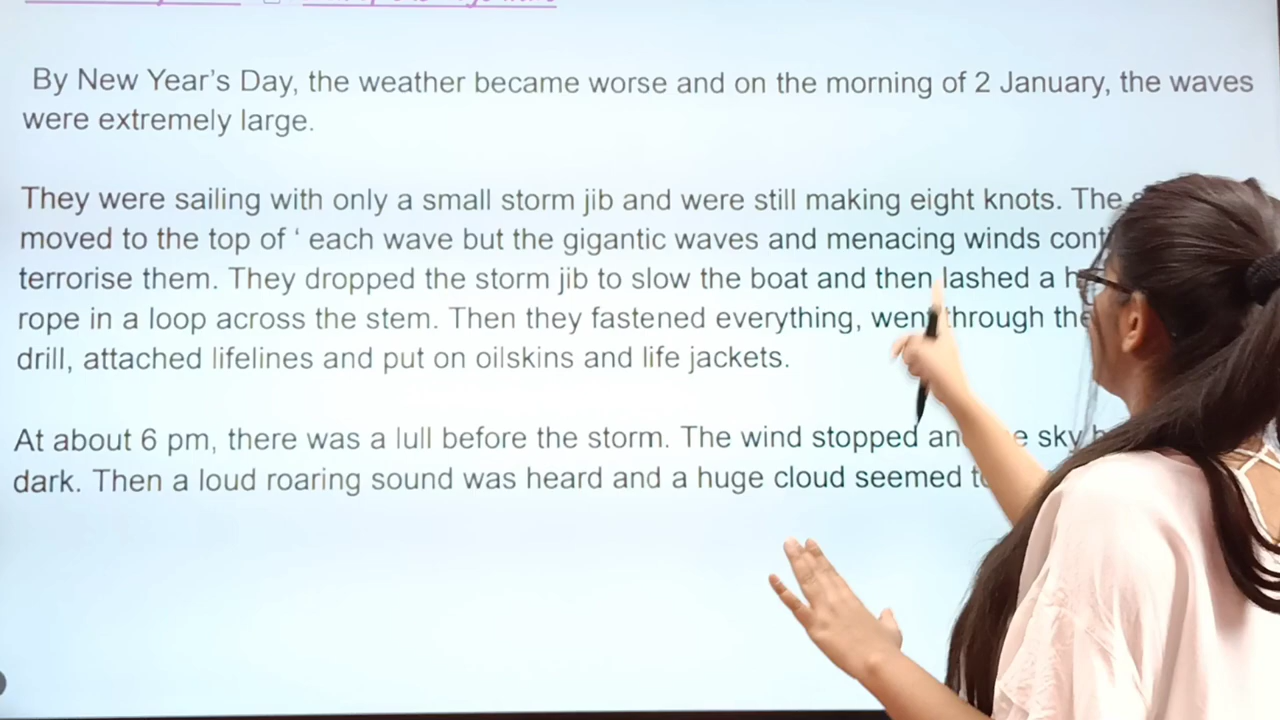 By New Year's Day, the weather became worse and on the morning of 2 January, the waves
were extremely large.
They were sailing with only a small storm jib and were still making eight knots. The
moved to the top of ‘ each wave but the gigantic waves and menacing winds
terrorise them. They dropped the storm jib to slow the boat and then lashed a
rope in a loop across the stem. Then they fastened everything, went through the
drill, attached lifelines and put on oilskins and life jackets.
At about 6 pm, there was a lull before the storm. The wind stopped sky
dark. Then a loud roaring sound was heard and a huge cloud seemed